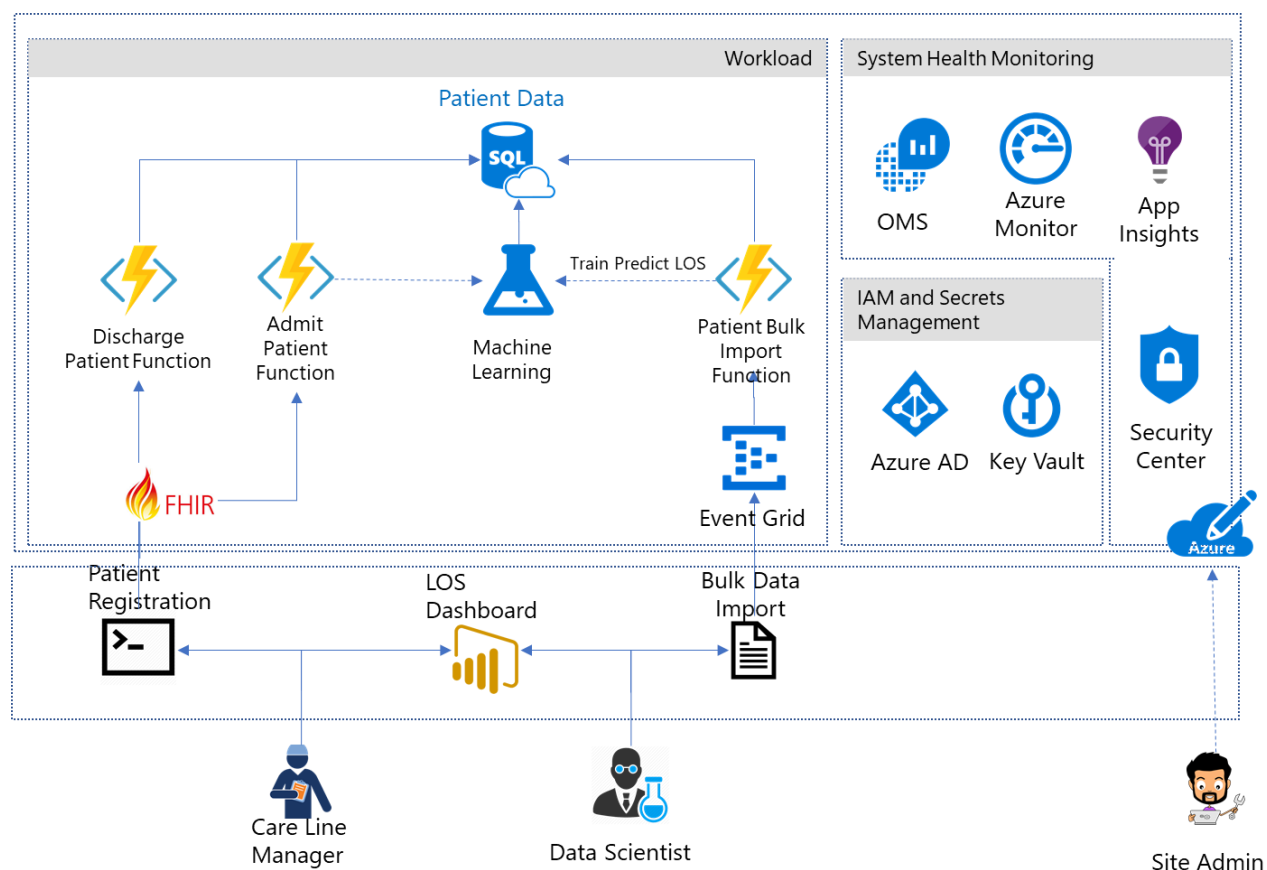 Workload
System Health Monitoring
Patient Data
SQL
OMS
Azure
Monitor
App
Insights
Train Predict LOS
Discharge
Patient Function
Admit
Patient
Function
Machine
Learning
Patient Bulk
Import
Function
IAM and Secrets
Management
Azure AD
Key Vault
Security
Center
FHIR
Event Grid
Azure
Patient
Registration
LOS
Dashboard
Bulk Data
Import
>_
Care Line
Manager
Data Scientist
Site Admin